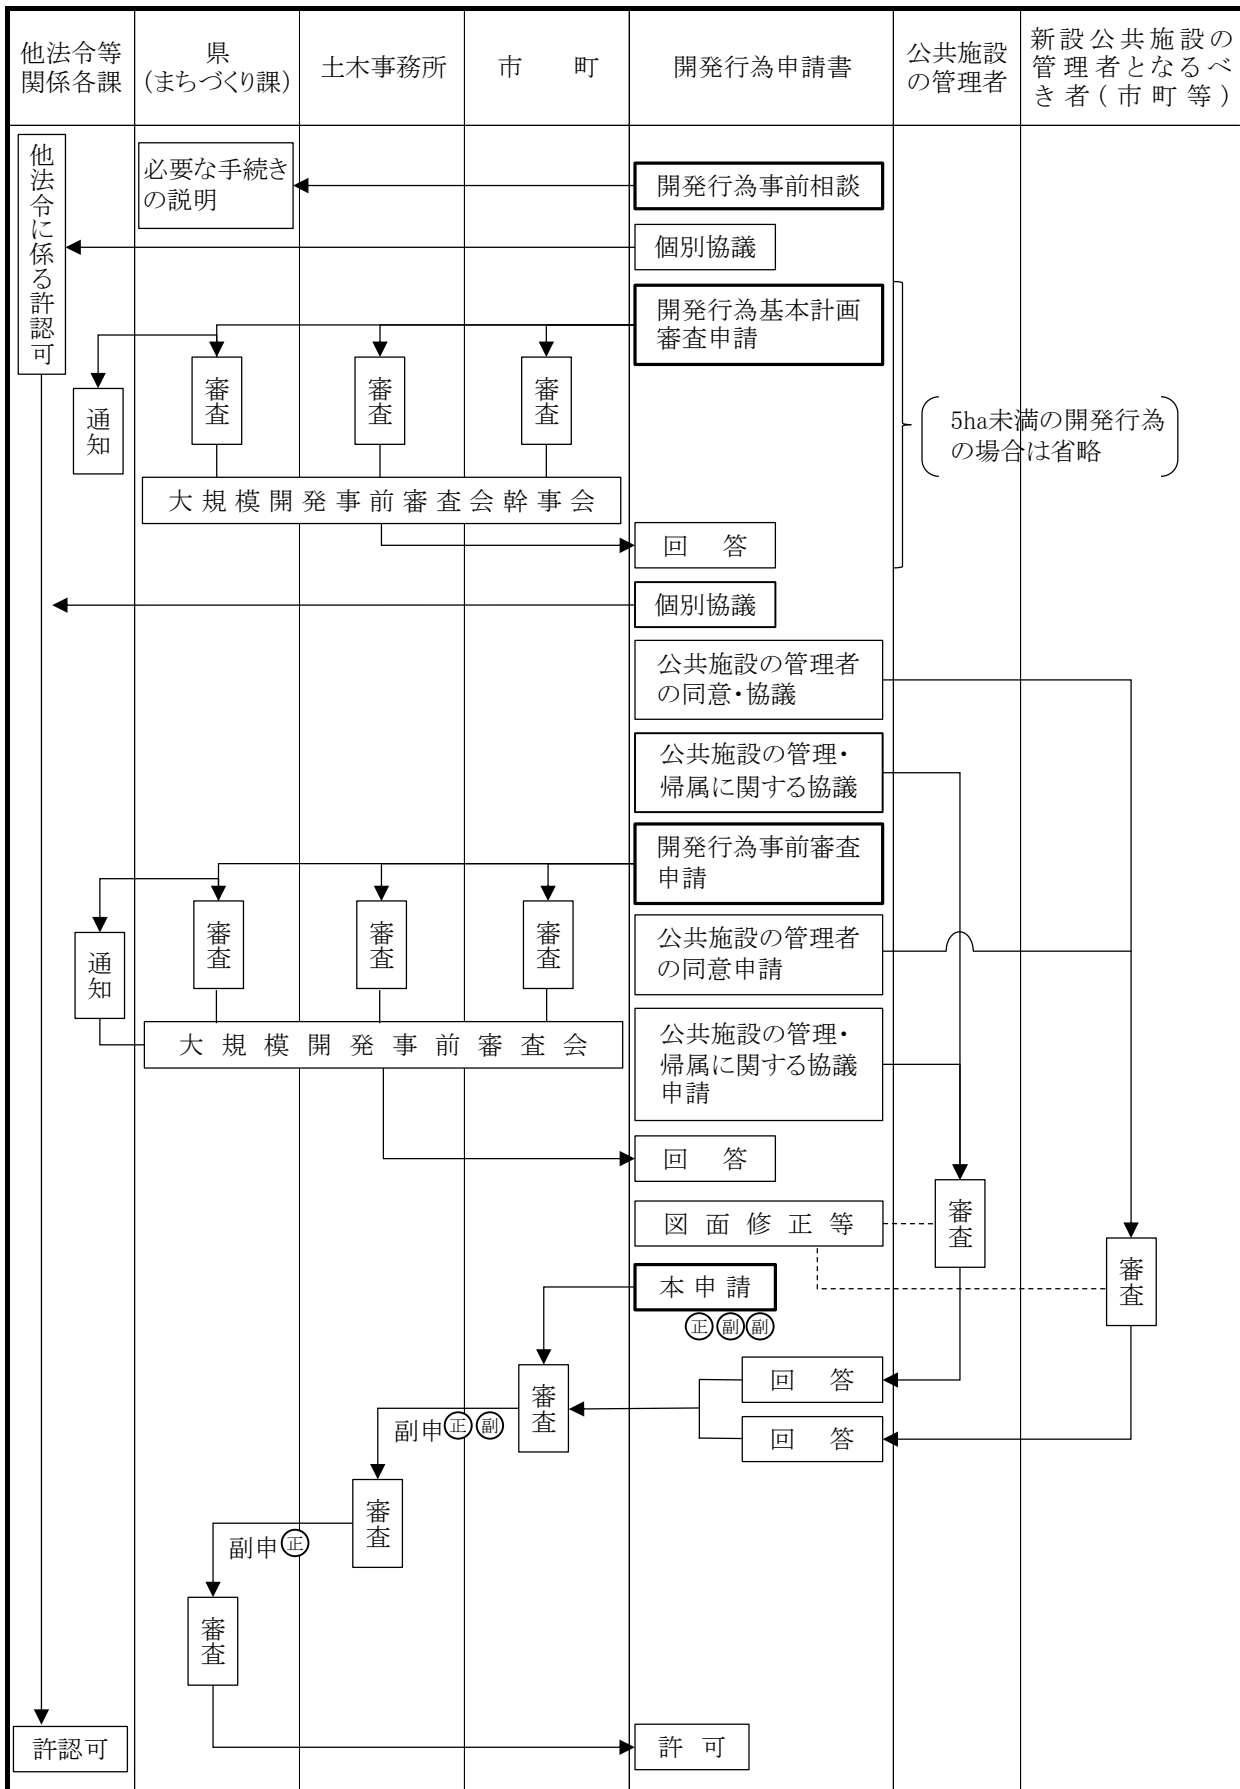 他法令等
関係各課
県
(まちづくり課)
土木事務所
市　　町
開発行為申請書
公共施設
の管理者
新設公共施設の
管理者となるべ
き者(市町等)
他法令に係る許認可
必要な手続き
の説明
開発行為事前相談
個別協議
開発行為基本計画
審査申請
通知
審査
審査
審査
5ha未満の開発行為
の場合は省略
大規模開発事前審査会幹事会
回　答
個別協議
公共施設の管理者
の同意・協議
公共施設の管理・
帰属に関する協議
開発行為事前審査
申請
通知
審査
審査
審査
公共施設の管理者
の同意申請
大規模開発事前審査会
公共施設の管理・
帰属に関する協議
申請
回　答
図面修正等
審査
審査
本申請
正副副
回　答
審査
副申正副
回　答
審査
副申正
審査
許認可
許　可